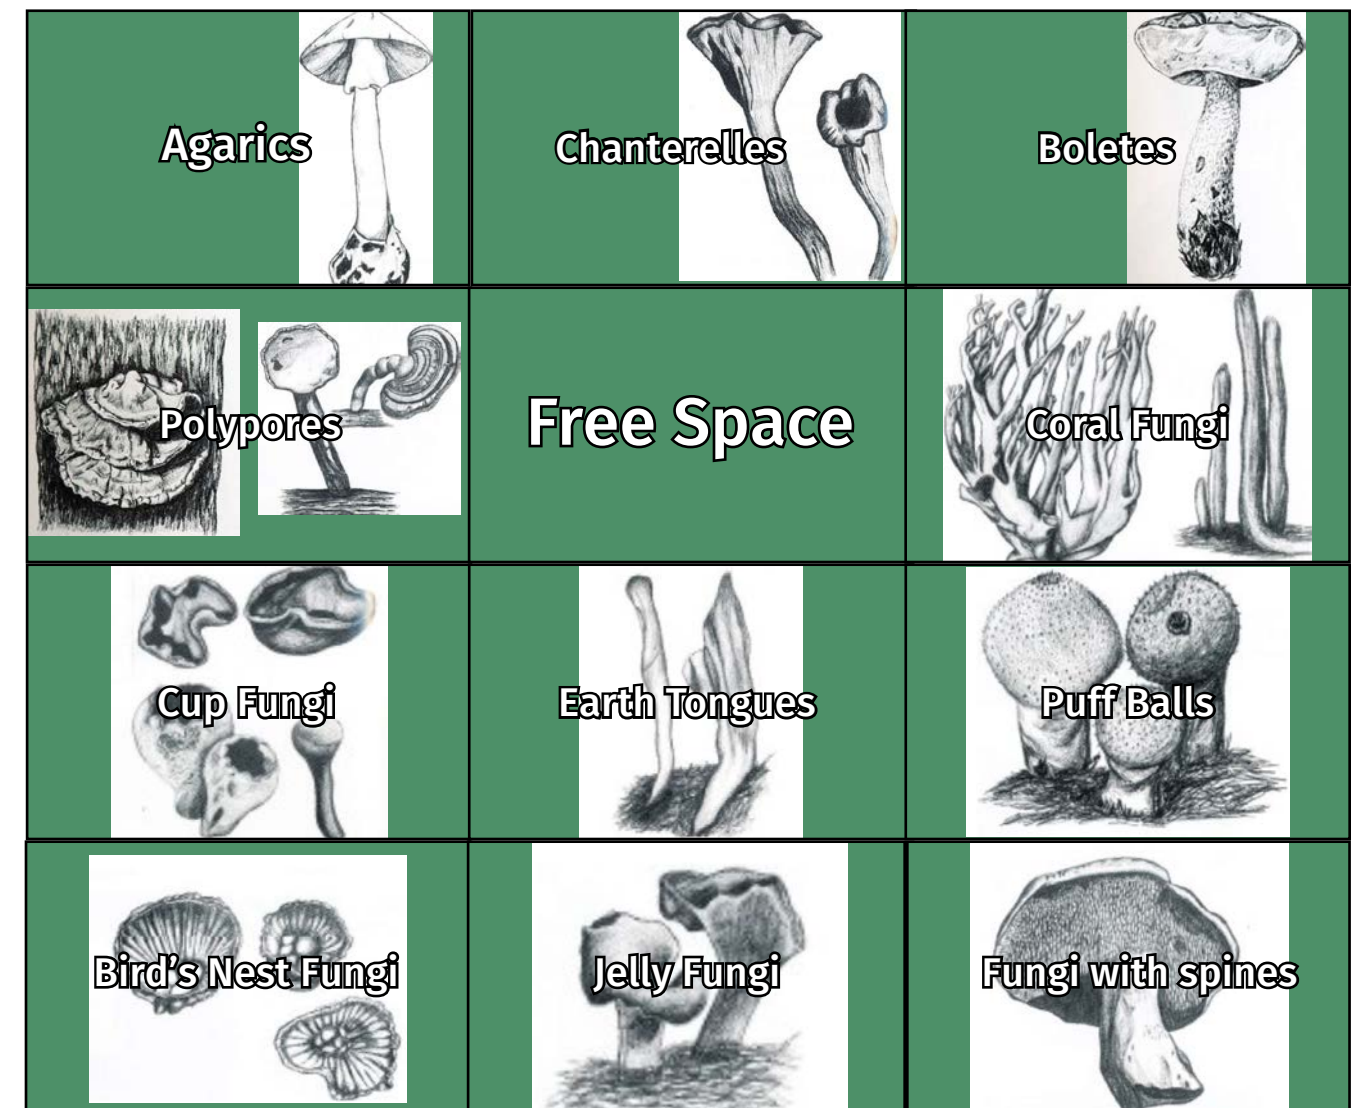 Agarics
Chanterelles
Boletes
Polypores
Free Space
Coral Fungi
Cup Fungi
Earth Tongues
Puff Balls
Bird's Nest Fungi
Jelly Fungi
Fungi with spines